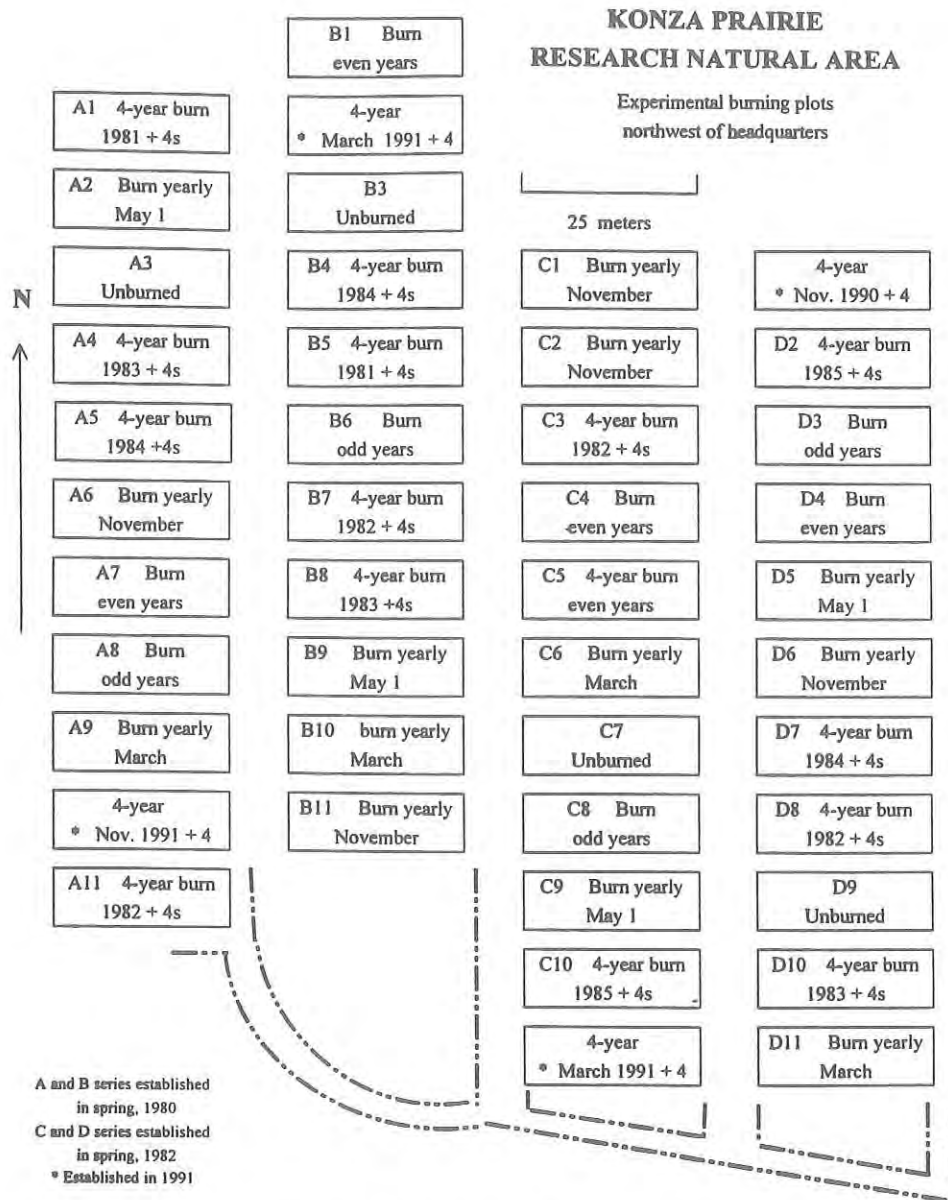 KONZA PRAIRIE
RESEARCH NATURAL AREA
Experimental burning plots
northwest of headquarters
25 meters
N
A1 4-year burn
1981 + 4s
A2 Burn yearly
May 1
A3
Unburned
A4 4-year burn
1983 + 4s
A5 4-year burn
1984 +4s
A6 Burn yearly
November
A7 Burn
even years
A8 Burn
odd years
A9 Burn yearly
March
4-year
* Nov. 1991 + 4
A11 4-year burn
1982 + 4s
B1 Burn
even years
4-year
* March 1991 + 4
B3
Unburned
B4 4-year burn
1984 + 4s
B5 4-year burn
1981 + 4s
B6 Burn
odd years
B7 4-year burn
1982 + 4s
B8 4-year burn
1983 +4s
B9 Burn yearly
May 1
B10 burn yearly
March
B11 Burn yearly
November
C1 Burn yearly
November
C2 Burn yearly
November
C3 4-year burn
1982 + 4s
C4 Burn
even years
C5 4-year burn
even years
C6 Burn yearly
March
C7
Unburned
C8 Burn
odd years
C9 Burn yearly
May 1
C10 4-year burn
1985 + 4s
4-year
* March 1991 + 4
4-year
* Nov. 1990 + 4
D2 4-year burn
1985 + 4s
D3 Burn
odd years
D4 Burn
even years
D5 Burn yearly
May 1
D6 Burn yearly
November
D7 4-year burn
1984 + 4s
D8 4-year burn
1982 + 4s
D9
Unburned
D10 4-year burn
1983 + 4s
D11 Burn yearly
March
A and B series established
in spring, 1980
C and D series established
in spring, 1982
* Established in 1991